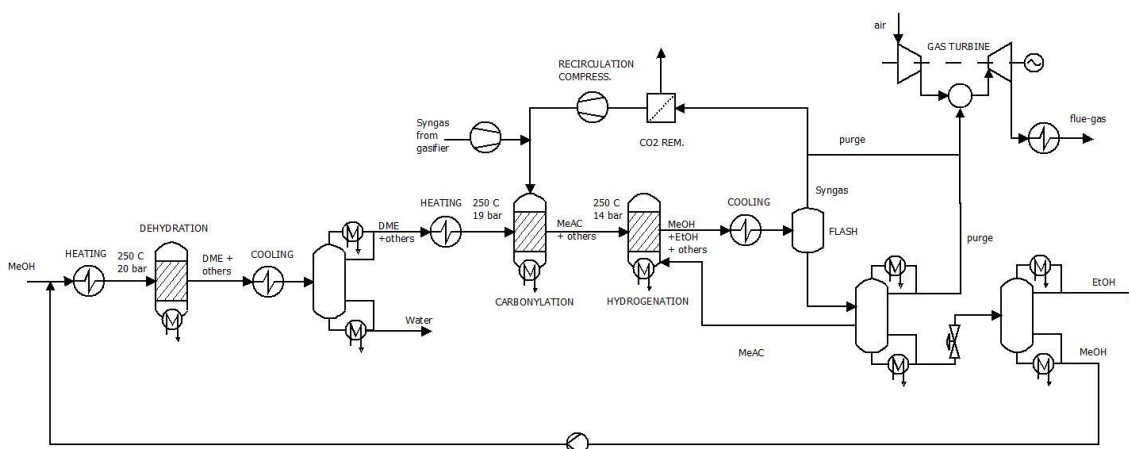 air
GAS TURBINE
RECIRCULATION
COMPRESS.
Syngas
from
gasifier
CO2 REM.
flue-gas
purge
HEATING
250 C
19 bar
250 C
14 bar
COOLING
Syngas
DEHYDRATION
DME
+others
MeAC
+ others
MeOH
+EtOH
+ others
FLASH
purge
HEATING
250 C
20 bar
DME +
others
COOLING
MeOH
EtOH
CARBONYLATION
HYDROGENATION
Water
MeAC
MeOH